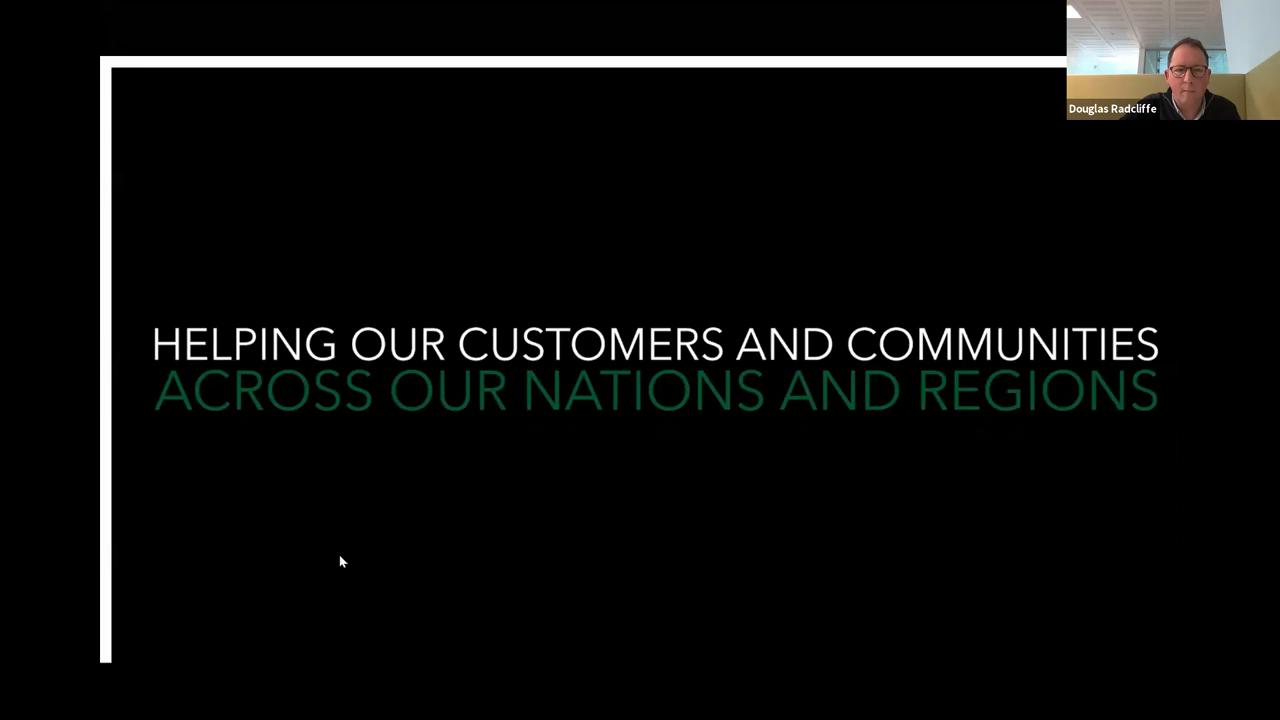 Douglas Radcliffe
HELPING OUR CUSTOMERS AND COMMUNITIES
ACROSS OUR NATIONS AND REGIONS